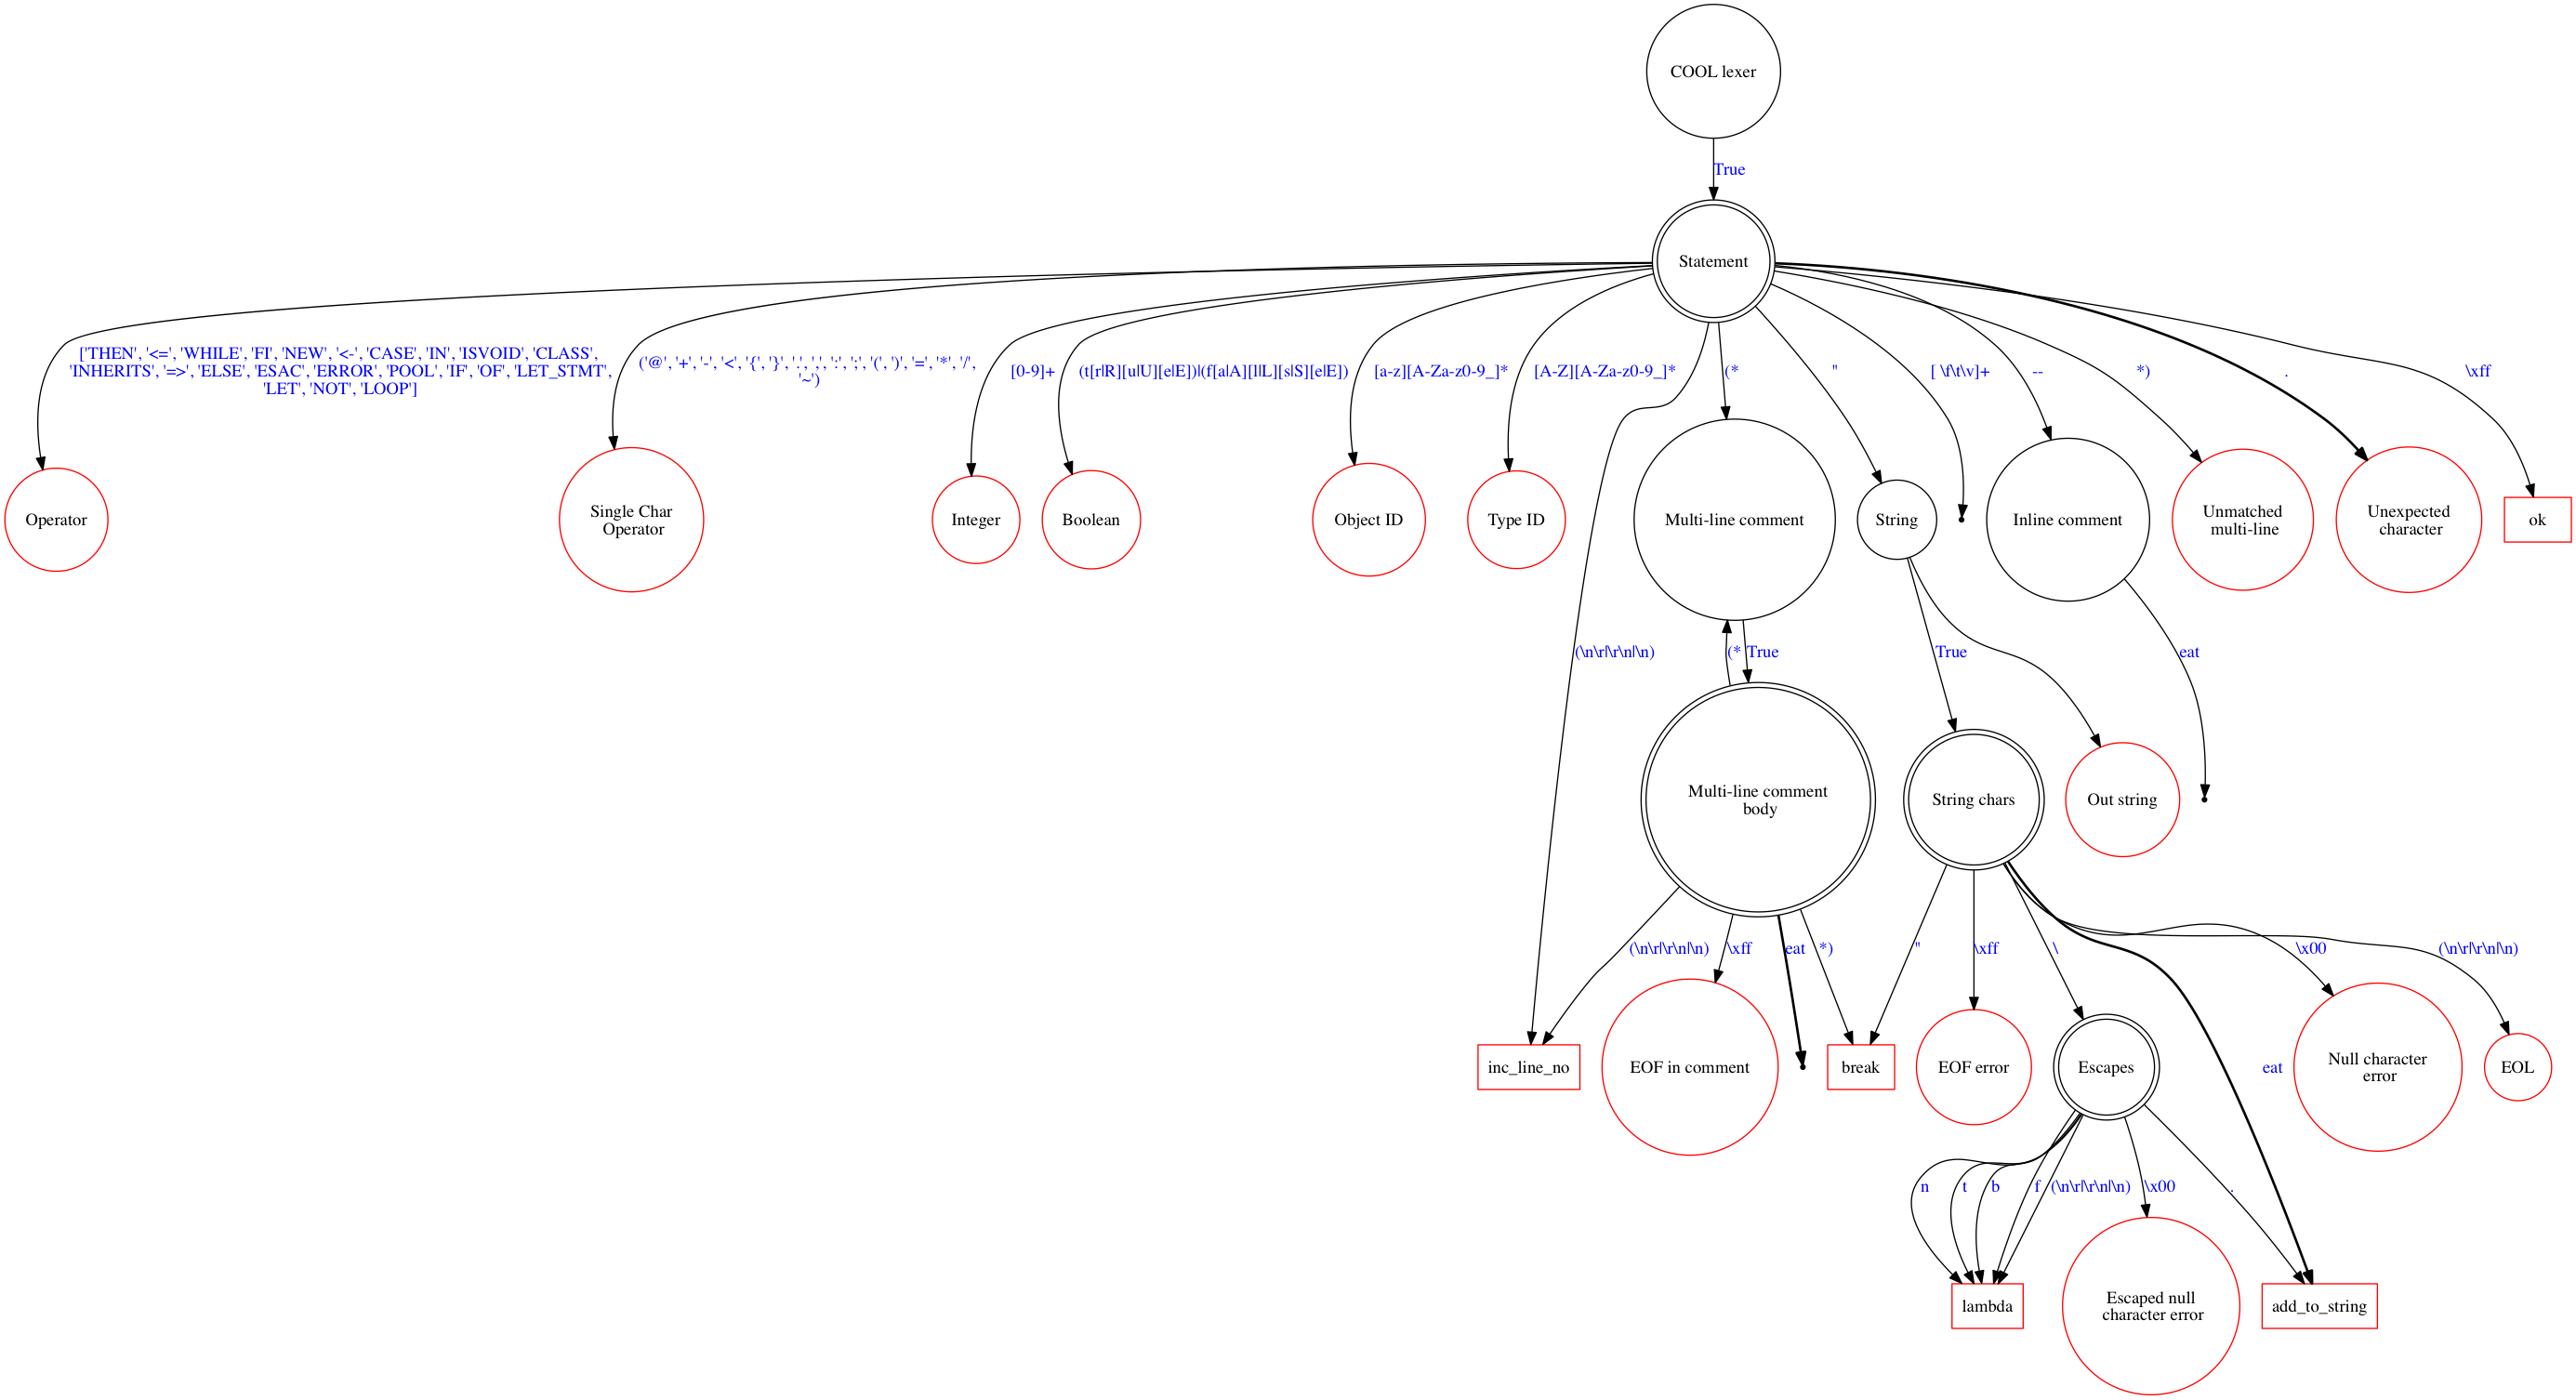 COOL lexer
True
Statement
['THEN', '<=', 'WHILE', 'FI', 'NEW', '<-', 'CASE', 'IN', 'ISVOID', 'CLASS',
'INHERITS', '=>', 'ELSE', 'ESAC', 'ERROR', 'POOL', 'IF', 'OF', 'LET_STMT',
'LET', 'NOT', 'LOOP']
('@', '+', '-', '<', '{', '}', '.', ',', ':', ';', '(', ')', '=', '*', '/',
'~')
[0-9]+
(t[r|R][u|U][e|E])|(f[a|A][l|L][s|S][e|E])
[a-z][A-Za-z0-9_]*
[A-Z][A-Za-z0-9_]*
(*
"
[ \f\t\v]+
--
*)
.
\xff
Operator
Single Char
Operator
Integer
Boolean
Object ID
Type ID
Multi-line comment
String
Inline comment
Unmatched
multi-line
Unexpected
character
ok
(\n\r|\r\n|\n)
(*
True
True
eat
Multi-line comment
body
String chars
Out string
(\n\r|\r\n|\n)
\xff
eat
*)
"
\xff
\
\x00
(\n\r|\r\n|\n)
inc_line_no
EOF in comment
break
EOF error
Escapes
eat
Null character
error
EOL
n
t
b
f
(\n\r|\r\n|\n)
\x00
.
lambda
Escaped null
character error
add_to_string